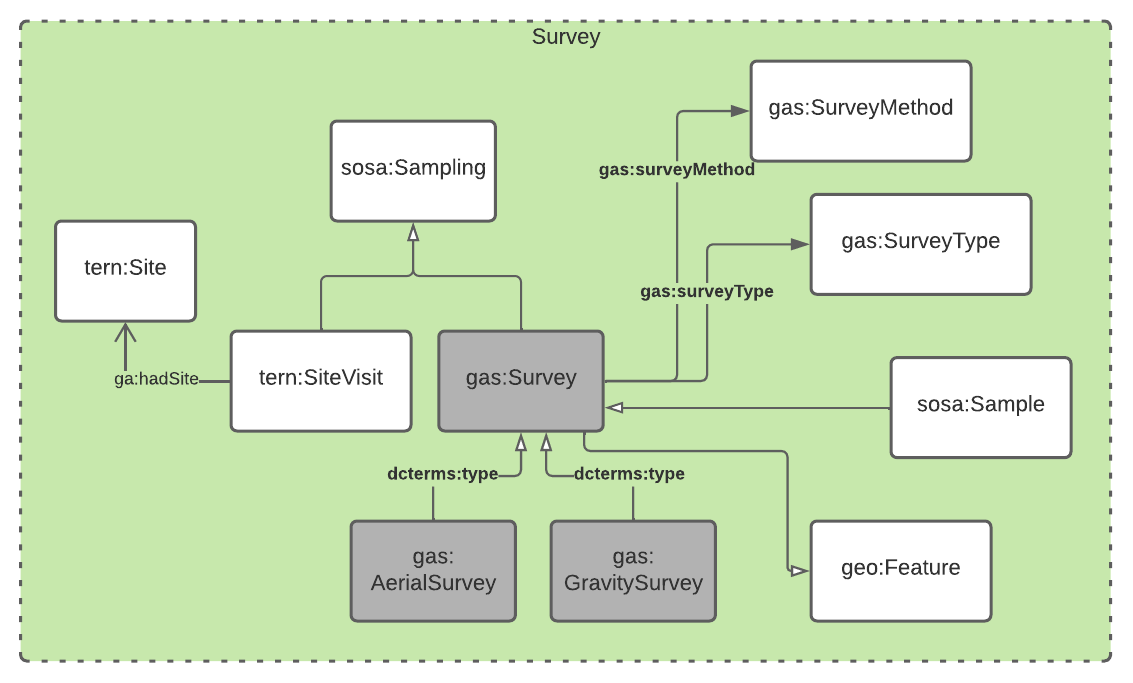 Survey
gas:SurveyMethod
sosa:Sampling
gas:surveyMethod
gas:SurveyType
tern:Site
gas:surveyType
ga:hadSite
tern:SiteVisit
gas:Survey
sosa:Sample
dcterms:type
dcterms:type
gas:
AerialSurvey
gas:
GravitySurvey
geo:Feature